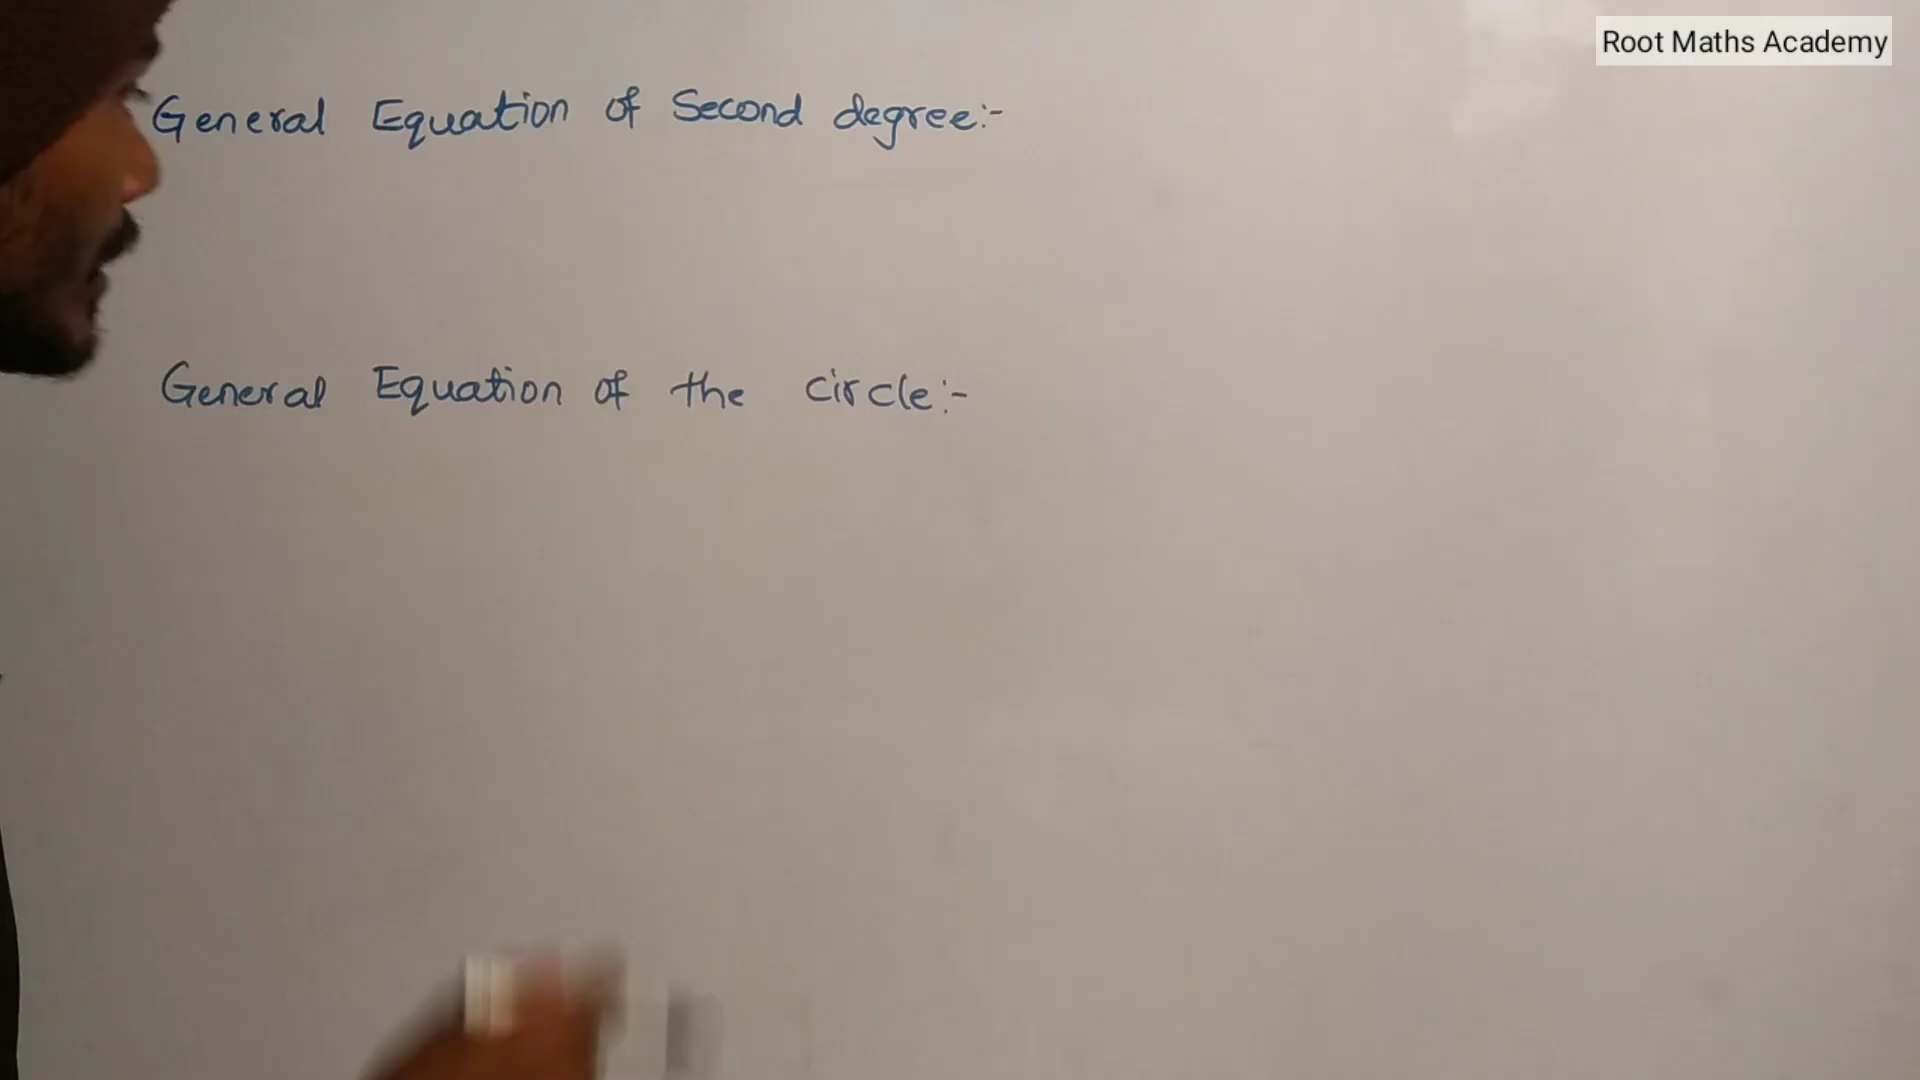 Root Maths Academy
General Equation of Second degree:-
General Equation of the circle:-